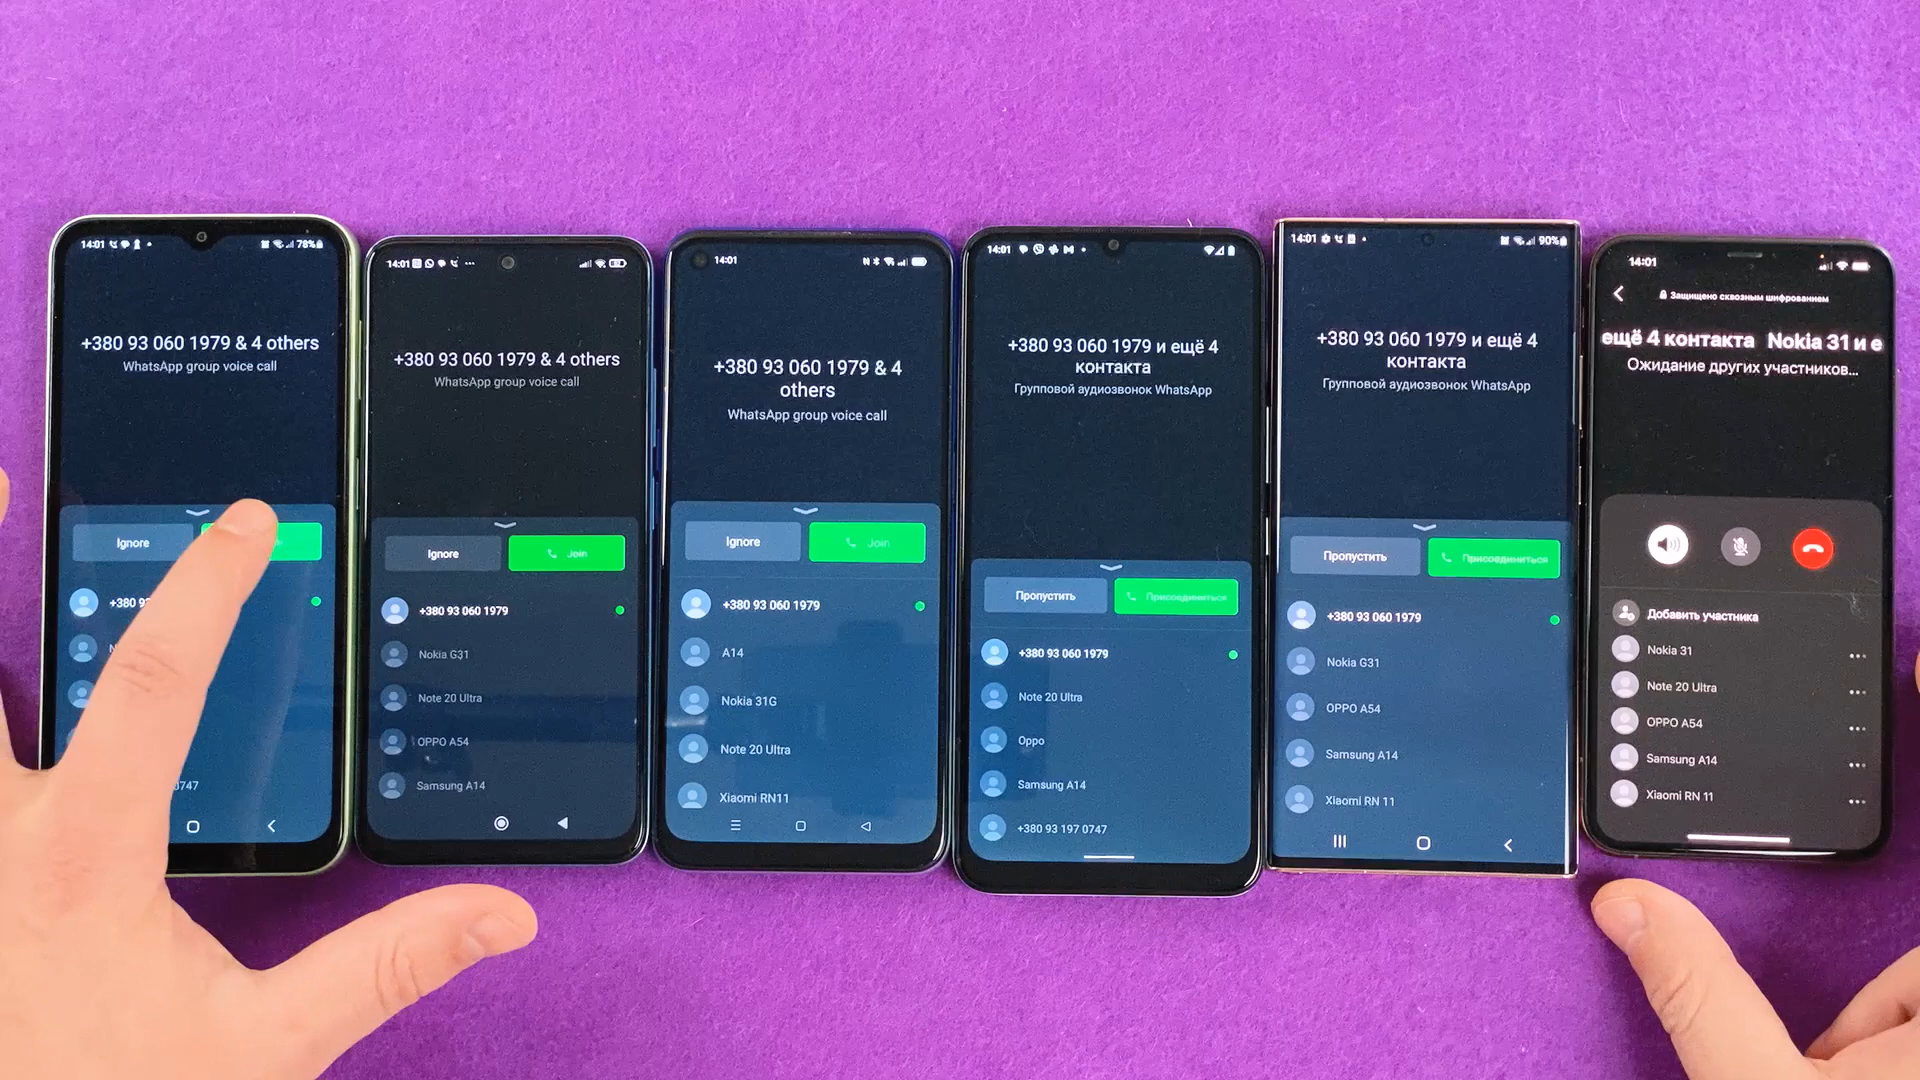 14:01
78%
+380 93 060 1979 & 4 others
WhatsApp group voice call
Ignore
+380 9
N
0747
14:01
+380 93 060 1979 & 4 others
WhatsApp group voice call
Ignore
Join
+380 93 060 1979
Nokia G31
Note 20 Ultra
OPPO A54
Samsung A14
14:01
+380 93 060 1979 & 4
others
WhatsApp group voice call
Ignore
Join
+380 93 060 1979
A14
Nokia 31G
Note 20 Ultra
Xiaomi RN11
14:01
+380 93 060 1979 и ещё 4
контакта
Групповой аудиозвонок WhatsApp
Пропустить
Присоединиться
+380 93 060 1979
Note 20 Ultra
Oppo
Samsung A14
+380 93 197 0747
14:01
90%
+380 93 060 1979 и ещё 4
контакта
Групповой аудиозвонок WhatsApp
Пропустить
Присоединиться
+380 93 060 1979
Nokia G31
OPPO A54
Samsung A14
Xiaomi RN 11
14:01
Защищено сквозным шифрованием
ещё 4 контакта Nokia 31 и е
Ожидание других участников...
Добавить участника
Nokia 31
Note 20 Ultra
OPPO A54
Samsung A14
Xiaomi RN 11